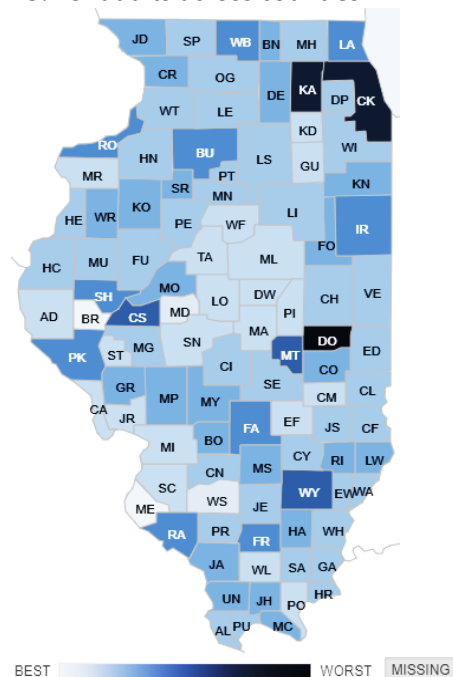 JD SP WB BN MH LA
CR OG DE KA DP CK
WT LE KD
RO HN BU LS GU WI
MR SR PT KN
HE WR KO MN LI
PE WF FO IR
HC MU FU TA ML
SH MO LO DW PI CH VE
AD BR CS MD
PK ST MG SN MA MT DO ED
CI CO
CA GR MP MY SE CM CL
JR FA EF JS CF
MI BO MS CY RI LW
SC CN
ME WS JE WY EW WA
RA PR FR HA WH
JA WL SA GA
UN JH PO HR
AL PU MC
BEST WORST MISSING